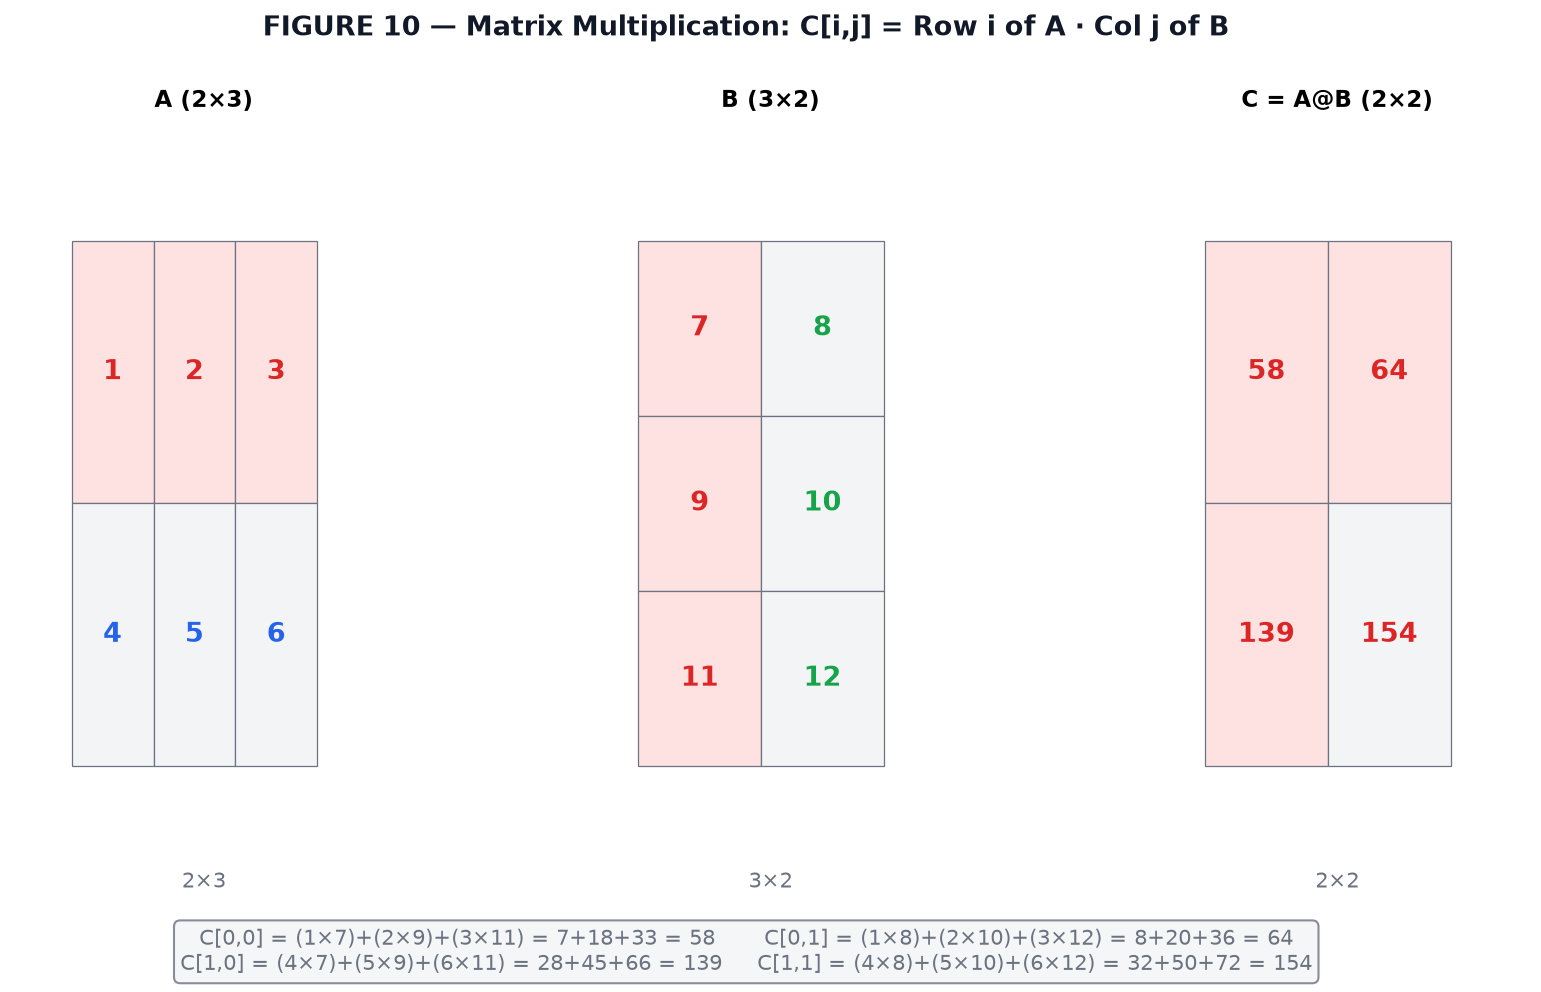 FIGURE 10 — Matrix Multiplication: C[i,j] = Row i of A · Col j of B
A (2×3)
B (3×2)
C = A@B (2×2)
1 2 3
4 5 6
7 8
9 10
11 12
58 64
139 154
2×3
3×2
2×2
C[0,0] = (1×7)+(2×9)+(3×11) = 7+18+33 = 58 C[0,1] = (1×8)+(2×10)+(3×12) = 8+20+36 = 64
C[1,0] = (4×7)+(5×9)+(6×11) = 28+45+66 = 139 C[1,1] = (4×8)+(5×10)+(6×12) = 32+50+72 = 154